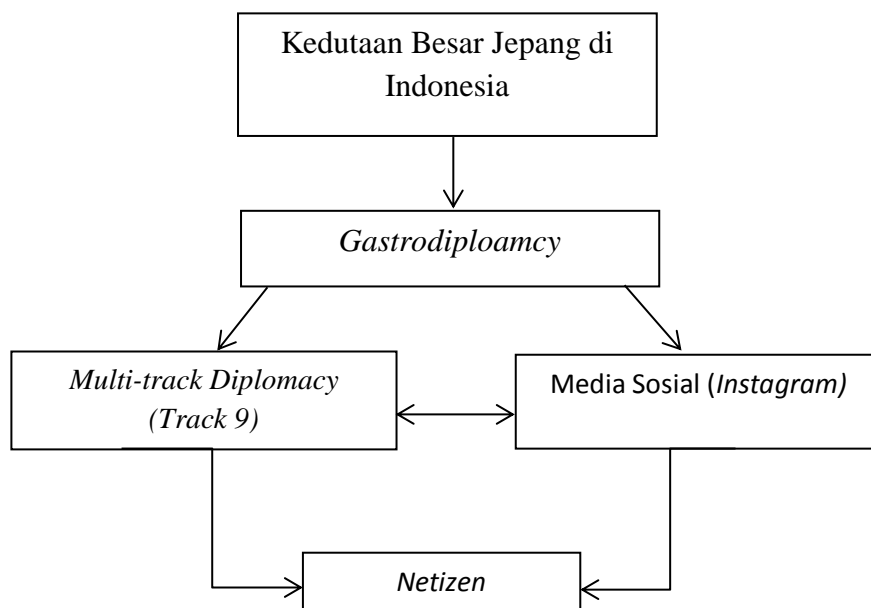 Kedutaan Besar Jepang di
Indonesia
Gastrodiploamcy
Multi-track Diplomacy
(Track 9)
Media Sosial (Instagram)
Netizen